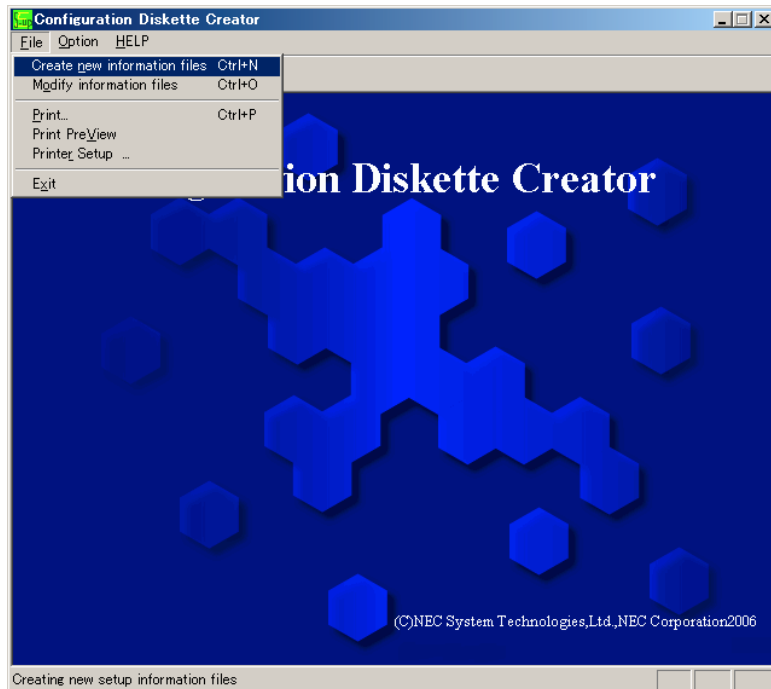 Configuration Diskette Creator
File Option HELP
Create new information files Ctrl+N
Modify information files Ctrl+O
Print... Ctrl+P
Print PreView
Printer Setup ...
Exit
ion Diskette Creator
(C)NEC System Technologies,Ltd.,NEC Corporation2006
Creating new setup information files